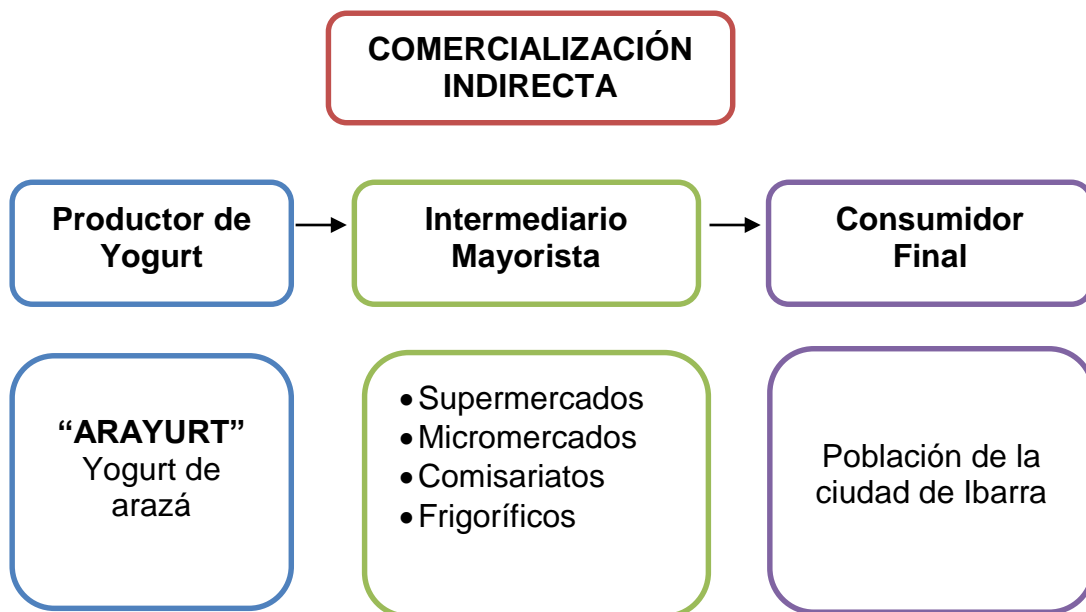 COMERCIALIZACIÓN
INDIRECTA
Productor de
Yogurt
Intermediario
Mayorista
Consumidor
Final
“ARAYURT”
Yogurt de
arazá
•Supermercados
•Micromercados
•Comisariatos
•Frigoríficos
Población de la
ciudad de Ibarra